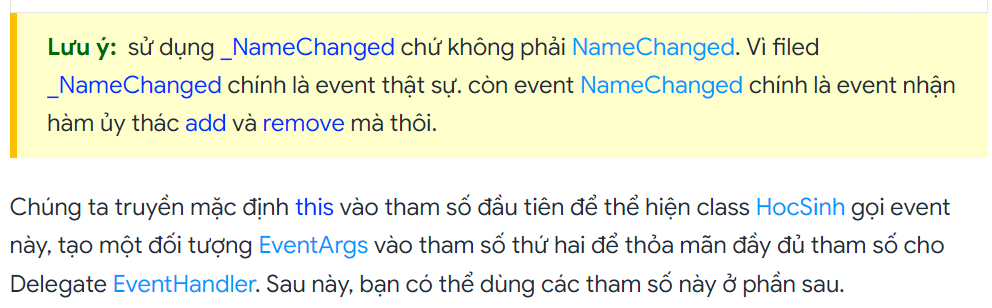 Lưu ý: sử dụng _NameChanged chứ không phải NameChanged. Vì filed
_NameChanged chính là event thật sự. còn event NameChanged chính là event nhận
hàm ủy thác add và remove mà thôi.
Chúng ta truyền mặc định this vào tham số đầu tiên để thể hiện class HocSinh gọi event
này, tạo một đối tượng EventArgs vào tham số thứ hai để thỏa mãn đầy đủ tham số cho
Delegate EventHandler. Sau này, bạn có thể dùng các tham số này ở phần sau.